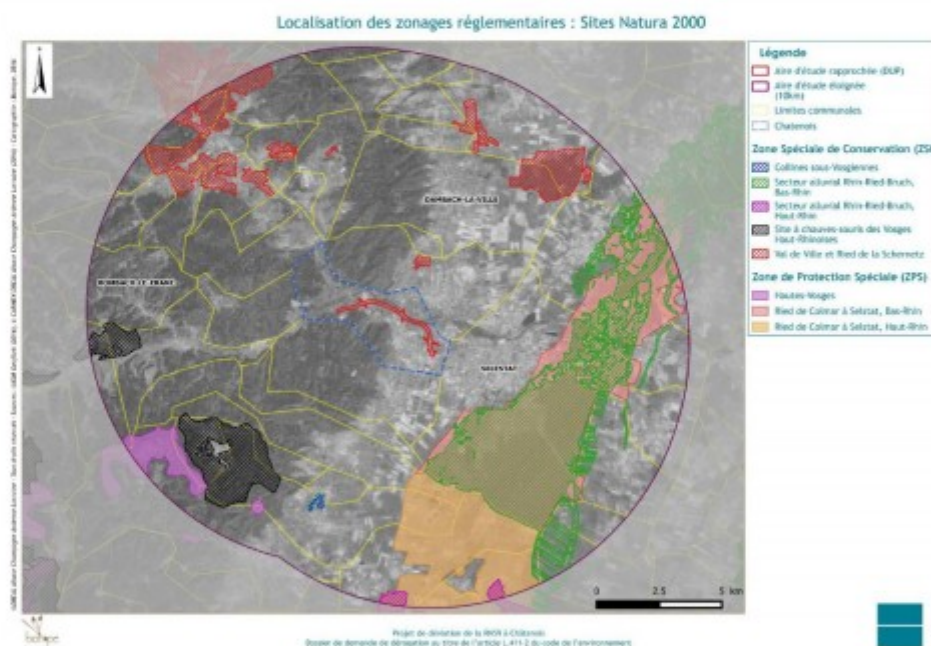 Localisation des zonages réglementaires : Sites Natura 2000
Légende
Aire d'étude rapprochée (DUP)
Aire d'étude éloignée
(10km)
Limites communales
Chatenois
Zone Spéciale de Conservation (ZS
Collines sous-Vosgiennes
Secteur alluvial Rhin-Ried-Bruch,
Bas-Rhin
Secteur alluvial Rhin-Ried-Bruch,
Haut-Rhin
Site à chauves-souris des Vosges
Haut-Rhinoises
Val de Ville et Ried de la Schernetz
Zone de Protection Spéciale (ZPS)
Hautes-Vosges
Ried de Colmar à Selstat, Bas-Rhin
Ried de Colmar à Selstat, Haut-Rhin
DAMBACH-LA-VILLE
ROMBACH-LE-FRANC
SELESTAT
0 2.5 5 km
Projet de déviation de la RN59 à Châtenois
Dossier de demande de dérogation au titre de l'article L.411-2 du code de l'environnement